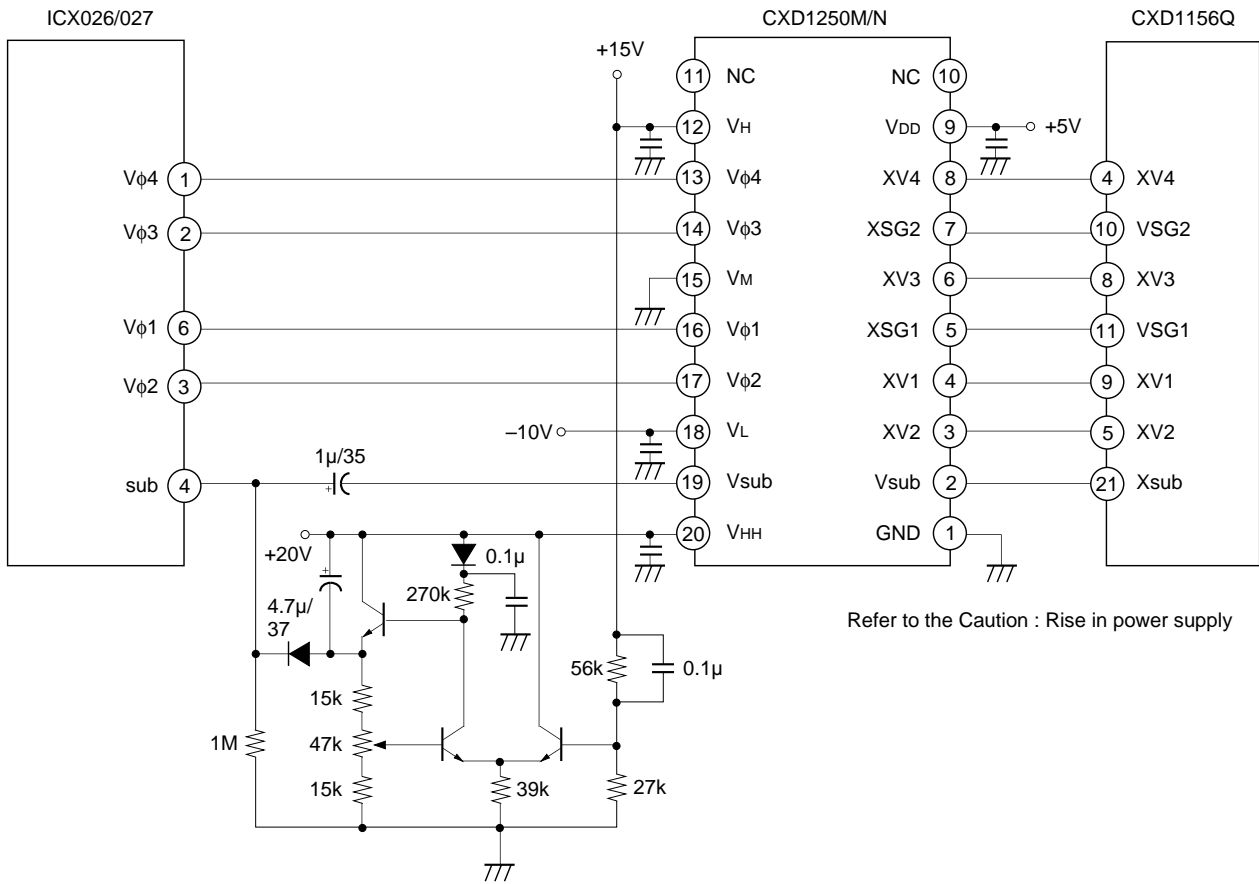 ICX026/027
CXD1250M/N
CXD1156Q
+15V
11 NC
NC 10
12 VH
VDD 9
+5V
Vϕ4 1
13 Vϕ4
XV4 8
4 XV4
Vϕ3 2
14 Vϕ3
XSG2 7
10 VSG2
15 VM
XV3 6
8 XV3
Vϕ1 6
16 Vϕ1
XSG1 5
11 VSG1
Vϕ2 3
17 Vϕ2
XV1 4
9 XV1
–10V
18 VL
XV2 3
5 XV2
1µ/35
sub 4
+
19 Vsub
Vsub 2
21 Xsub
20 VHH
GND 1
+20V
+
0.1µ
4.7µ/
37
270k
Refer to the Caution : Rise in power supply
56k
0.1µ
15k
1M
47k
15k
39k
27k